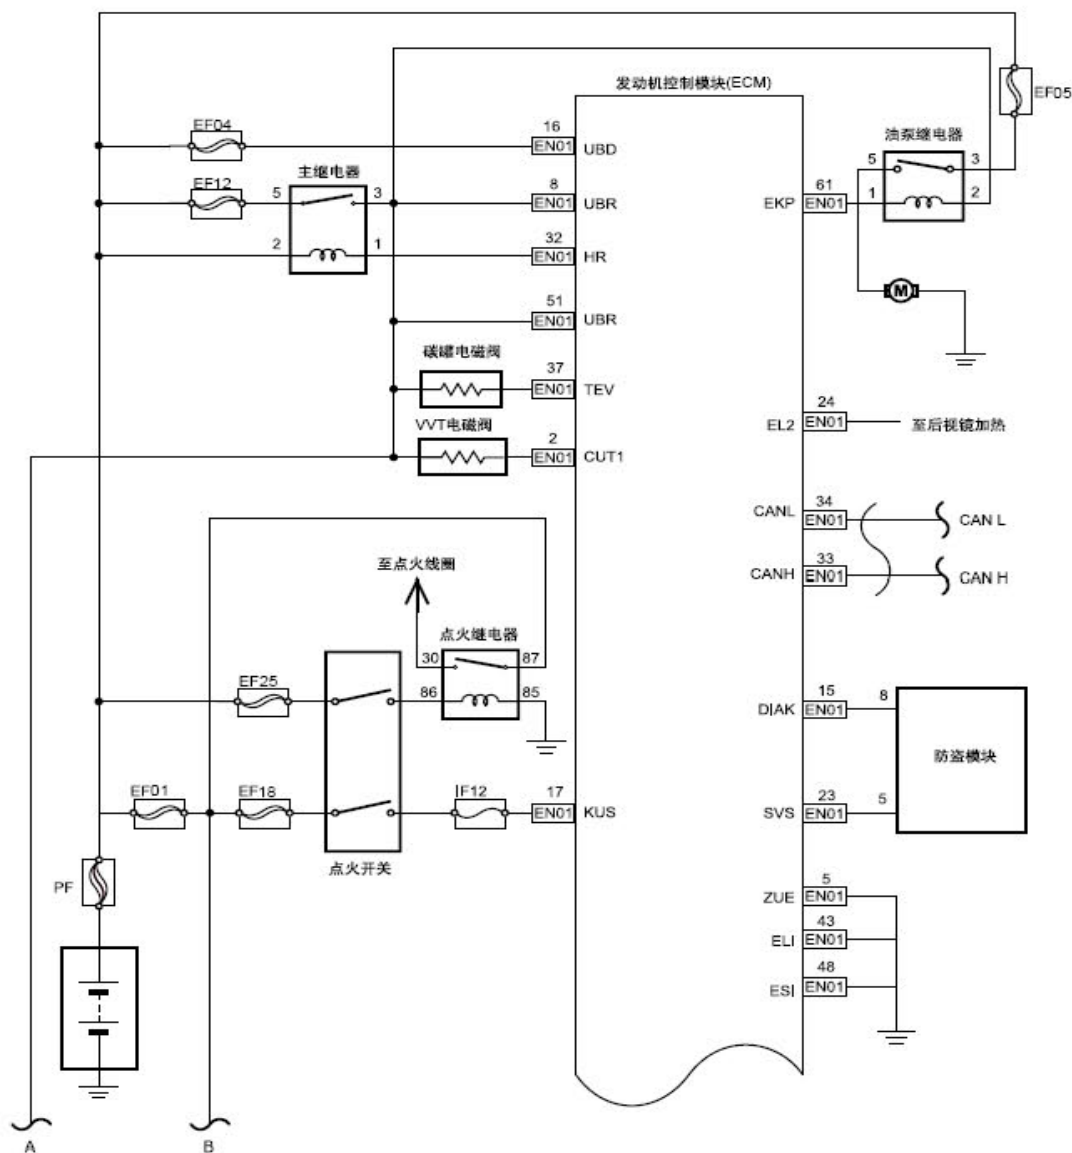 发动机控制模块(ECM)
EF05
EF04
16
EN01
UBD
油泵继电器
5
3
1
2
主继电器
EF12
5
3
2
1
8
EN01
UBR
61
EKP
EN01
32
EN01
HR
M
51
EN01
UBR
碳罐电磁阀
37
EN01
TEV
24
EL2
EN01
至后视镜加热
VVT电磁阀
2
EN01
CUT1
34
CANL
EN01
CAN L
33
CANH
EN01
CAN H
至点火线圈
点火继电器
30
87
86
85
EF25
15
DIAK
EN01
8
防盗模块
EF01
EF18
IF12
17
EN01
KUS
23
SVS
EN01
5
点火开关
PF
5
ZUE
EN01
43
ELI
EN01
48
ESI
EN01
A
B